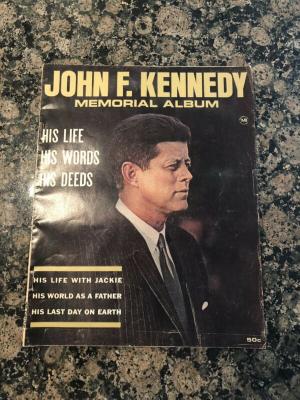 JOHN F. KENNEDY
MEMORIAL ALBUM
HIS LIFE
HIS WORDS
HIS DEEDS
HIS LIFE WITH JACKIE
HIS WORLD AS A FATHER
HIS LAST DAY ON EARTH
50c